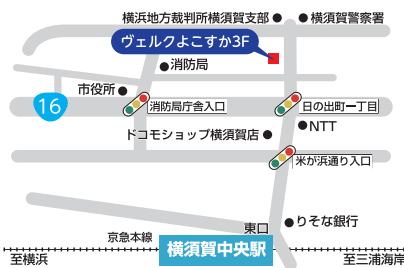 横浜地方裁判所横須賀支部
横須賀警察署
ヴェルクよこすか3F
消防局
市役所
16
消防局庁舎入口
日の出町一丁目
NTT
ドコモショップ横須賀店
米が浜通り入口
東口
りそな銀行
京急本線
横須賀中央駅
至横浜
至三浦海岸